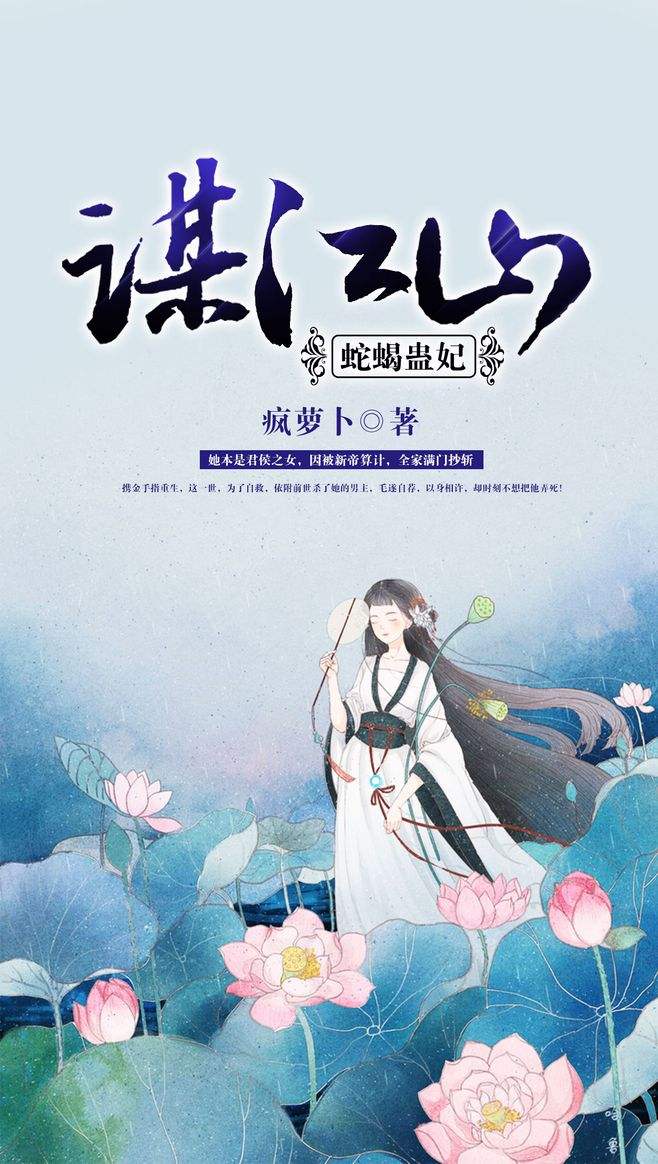 谋江山
蛇蝎蛊妃
疯萝卜◎著
她本是君侯之女，因被新帝算计，全家满门抄斩
携金手指重生，这一世，为了自救，依附前世杀了她的男主，毛遂自荐，以身相许，却时刻不想把他弄死！